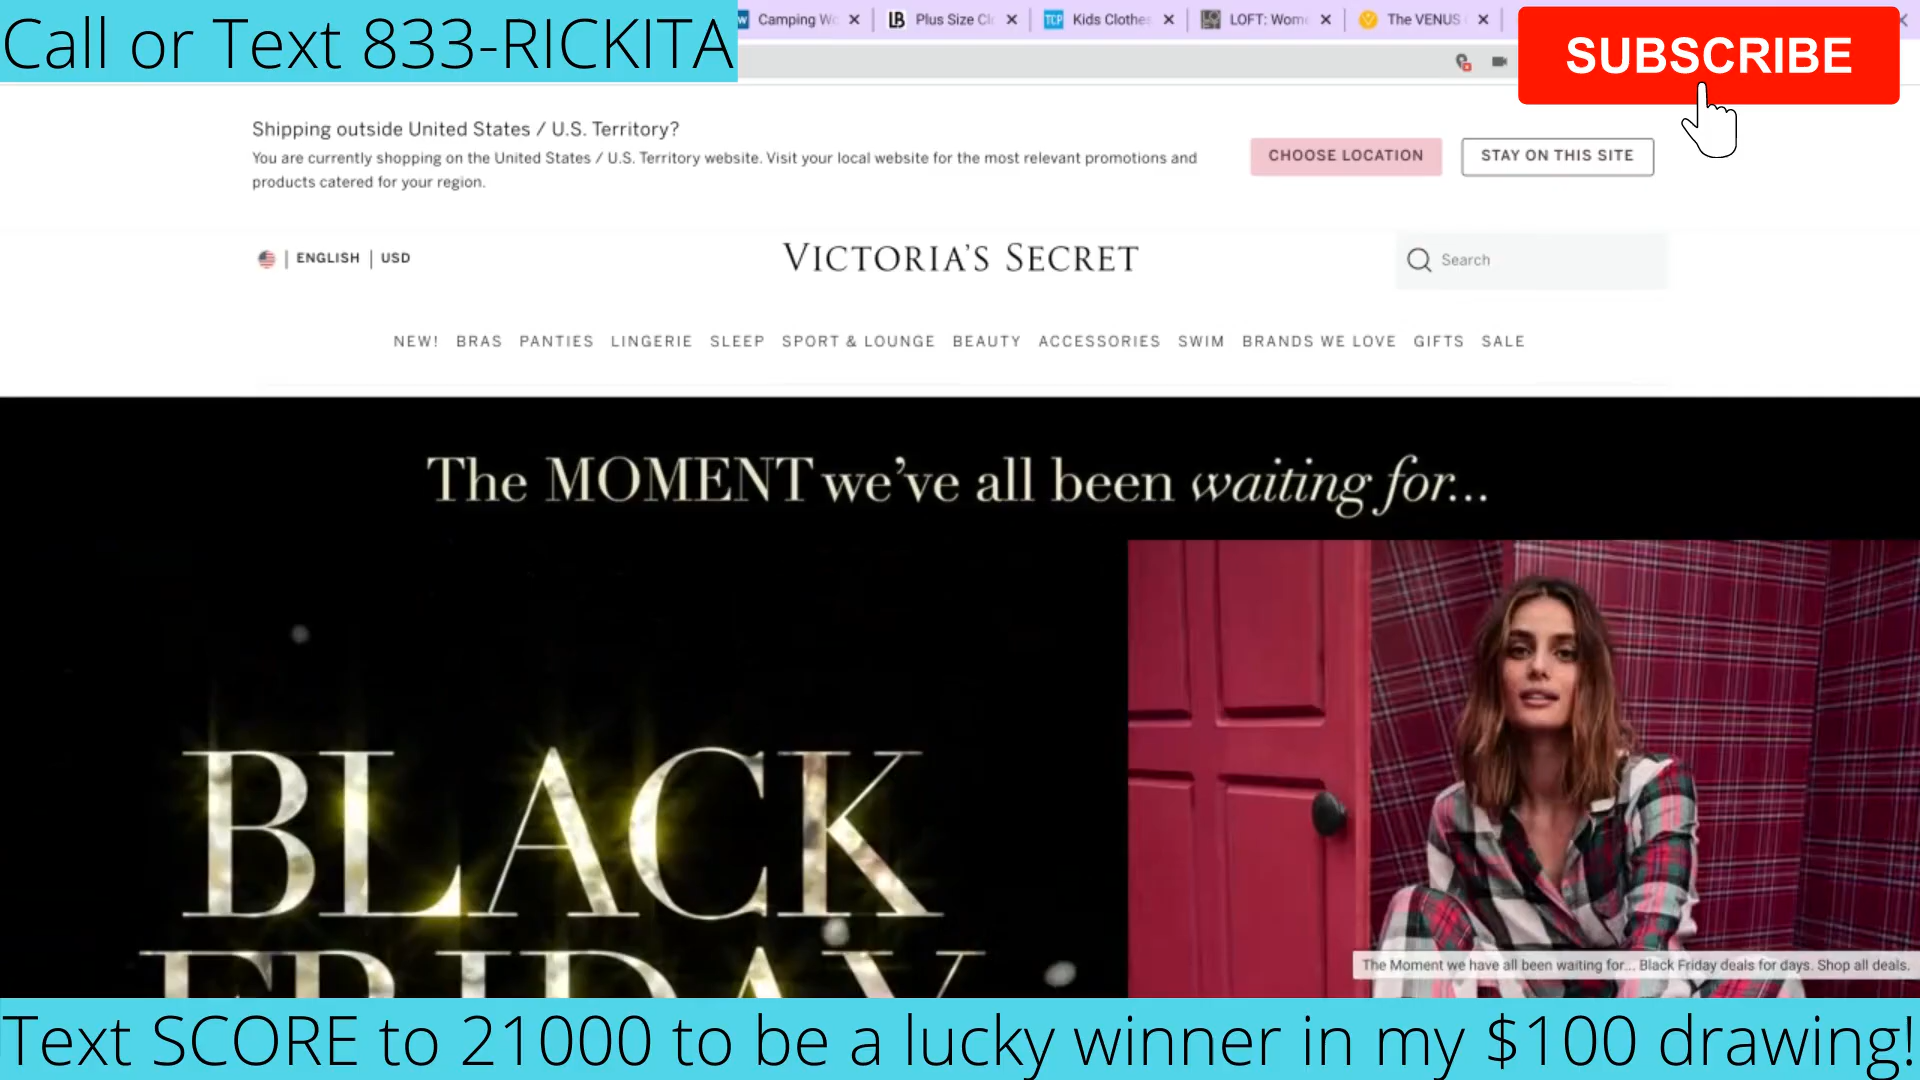 Call or Text 833-RICKITA
Camping Wo
Plus Size Cl
TCP Kids Clothes
LOFT: Wom
The VENUS
SUBSCRIBE
Shipping outside United States / U.S. Territory?
You are currently shopping on the United States / U.S. Territory website. Visit your local website for the most relevant promotions and
products catered for your region.
CHOOSE LOCATION
STAY ON THIS SITE
| ENGLISH | USD
VICTORIA'S SECRET
Search
NEW! BRAS PANTIES LINGERIE SLEEP SPORT & LOUNGE BEAUTY ACCESSORIES SWIM BRANDS WE LOVE GIFTS SALE
The MOMENT we've all been waiting for...
BLACK
FRIDAY
The Moment we have all been waiting for... Black Friday deals for days. Shop all deals.
Text SCORE to 21000 to be a lucky winner in my $100 drawing!